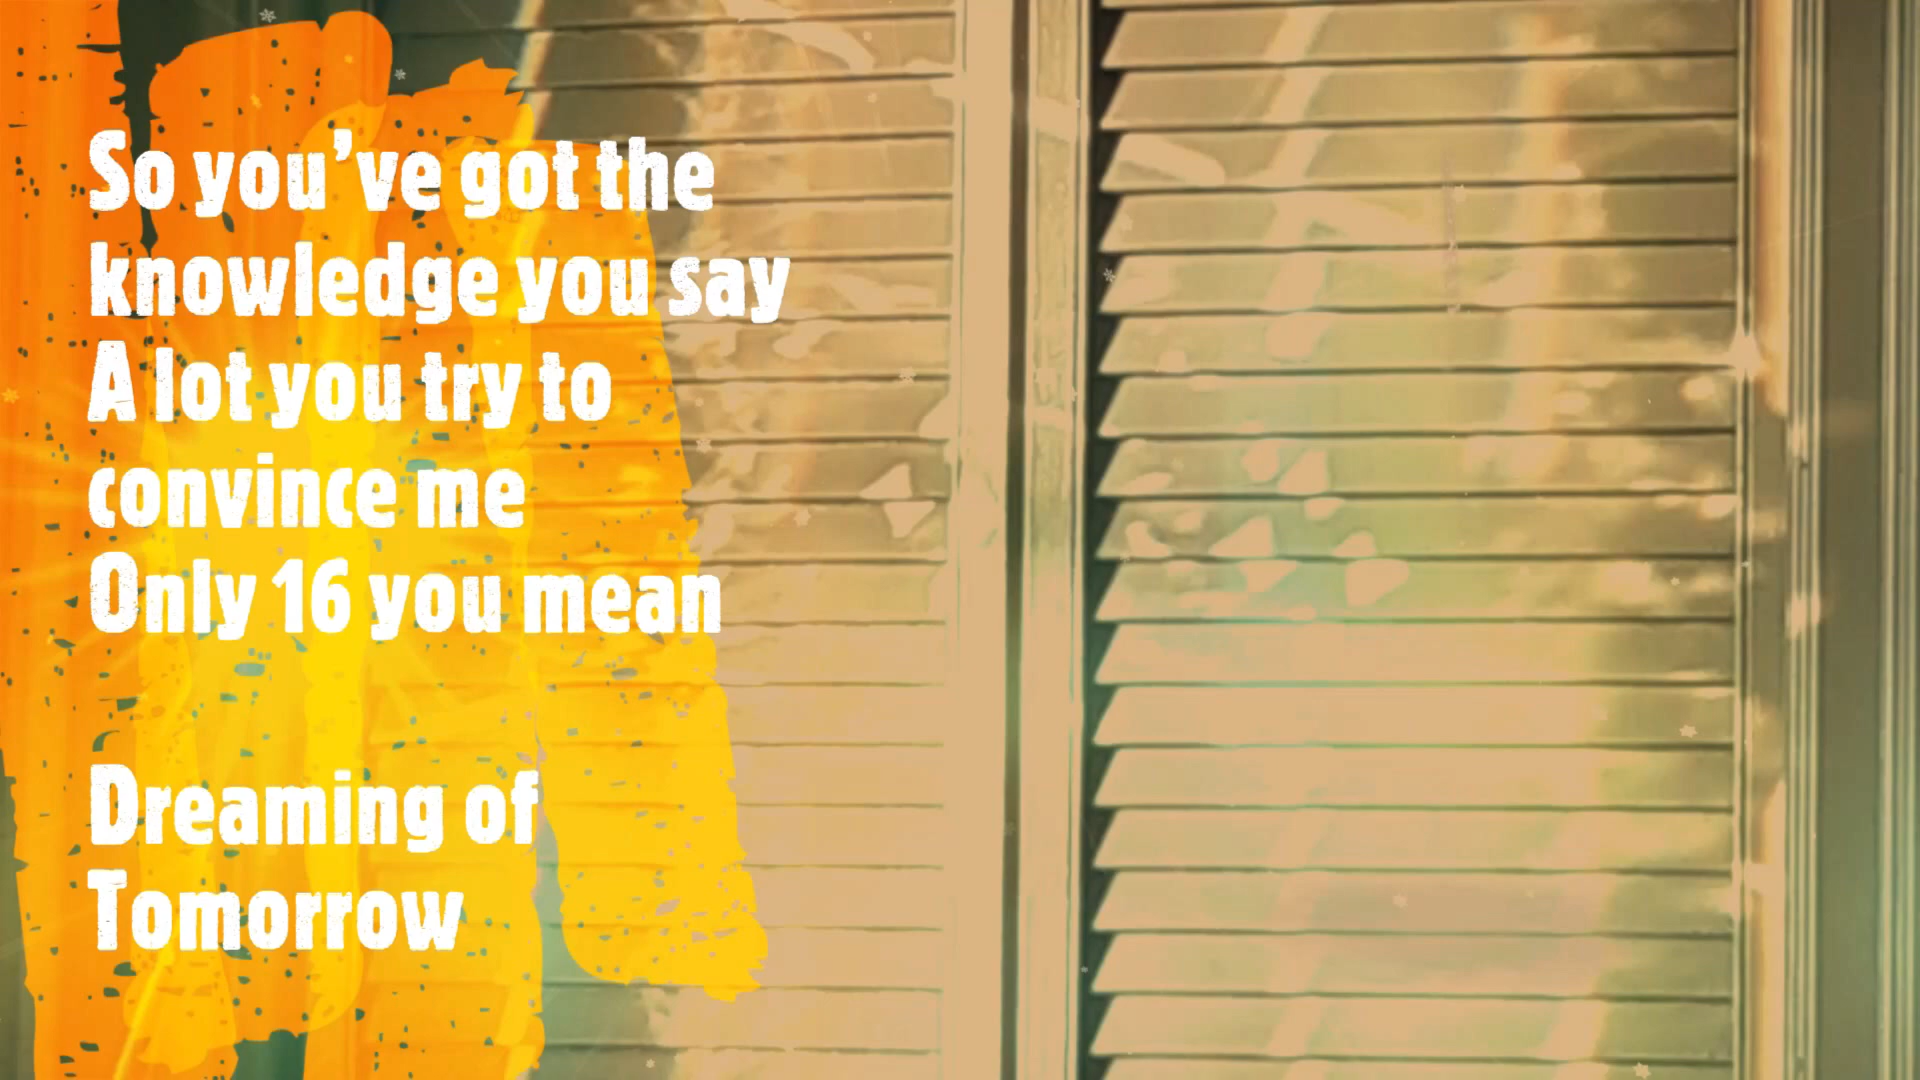 So you've got the
knowledge you say
A lot you try to
convince me
Only 16 you mean
Dreaming of
Tomorrow